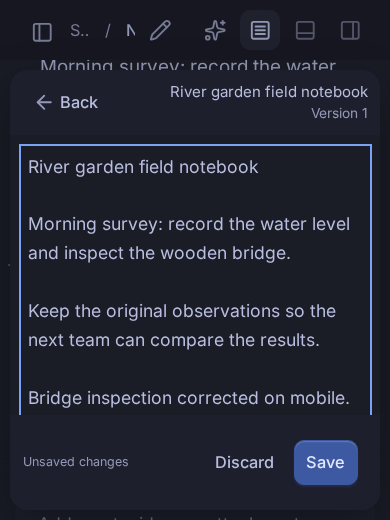 S..
/
Morning survey: record the water
Back
River garden field notebook
Version 1
River garden field notebook
Morning survey: record the water level
and inspect the wooden bridge.
Keep the original observations so the
next team can compare the results.
Bridge inspection corrected on mobile.
Unsaved changes
Discard
Save